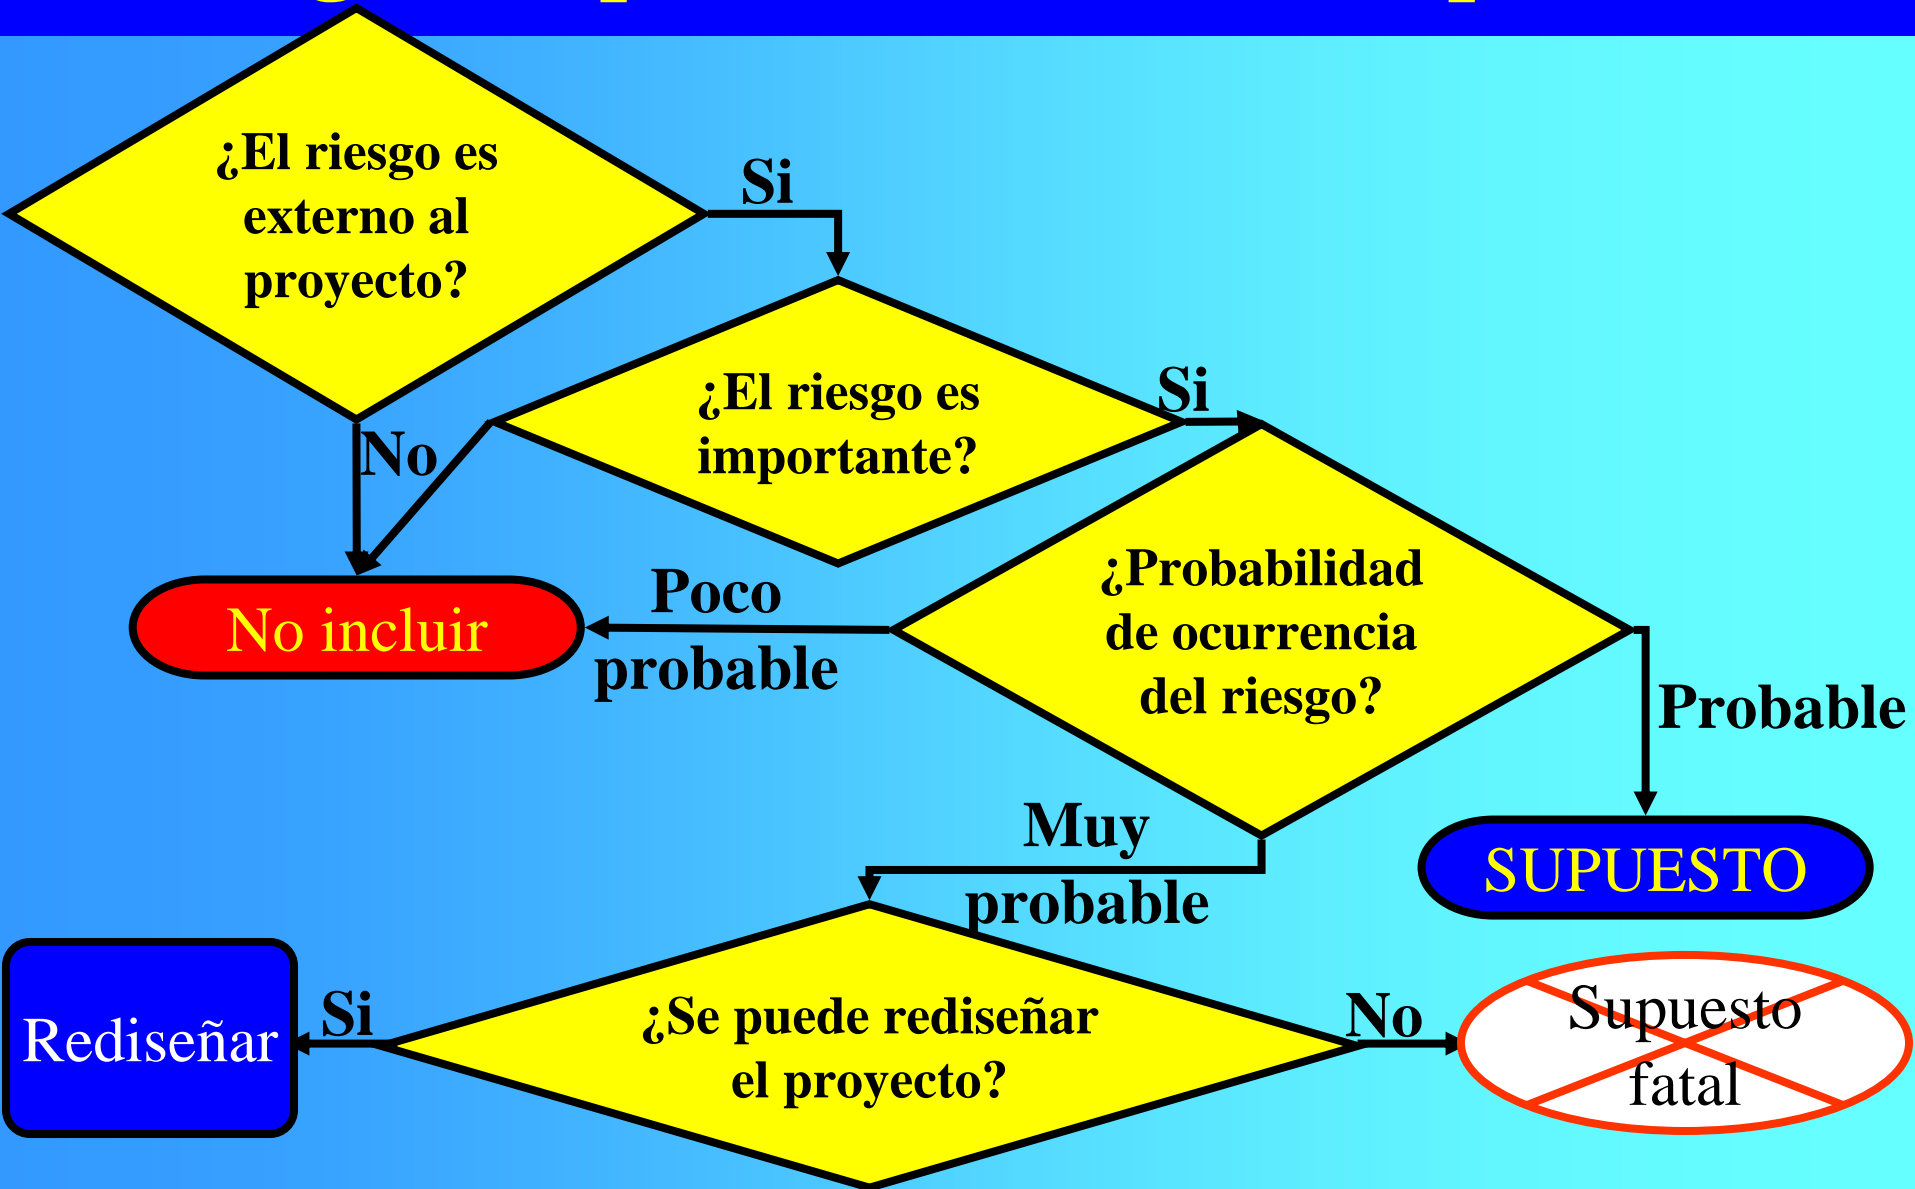 ¿El riesgo es
externo al
proyecto?
Si
¿El riesgo es
importante?
Si
No
¿Probabilidad
de ocurrencia
del riesgo?
Poco
probable
No incluir
Probable
Muy
probable
SUPUESTO
¿Se puede rediseñar
el proyecto?
Si
Rediseñar
No
Supuesto
fatal